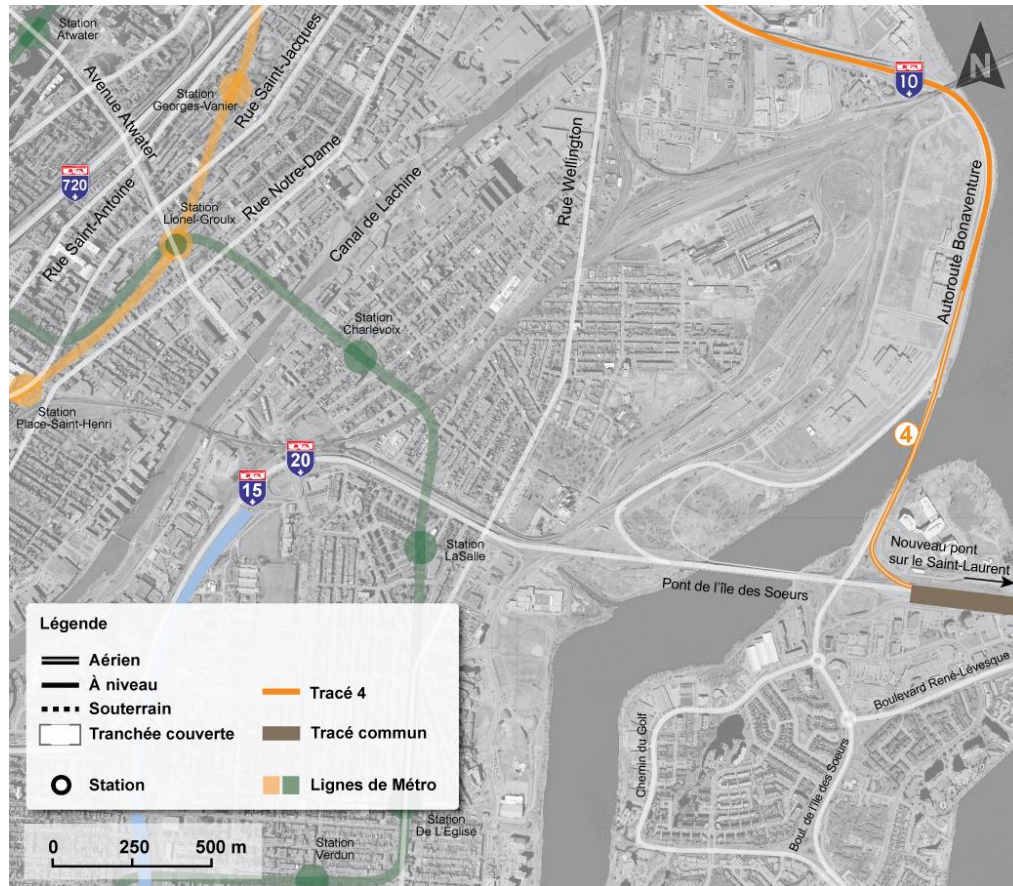 Station
Atwater
Avenue Atwater
Station
Georges-Vanier
Rue Saint-Jacques
N
10
720
Rue Saint-Antoine
Station
Lionel-Groulx
Rue Notre-Dame
Canal de Lachine
Rue Wellington
Autoroute Bonaventure
Station
Charlevoix
Station
Place-Saint-Henri
20
15
4
Station
LaSalle
Nouveau pont
sur le Saint-Laurent
Pont de l'île des Soeurs
Boulevard René-Lévesque
Chemin du Golf
Boul. de l'île des Soeurs
Légende
Aérien
À niveau
Souterrain
Tranchée couverte
Station
Tracé 4
Tracé commun
Lignes de Métro
Station
De L'Église
Station
Verdun
0 250 500 m